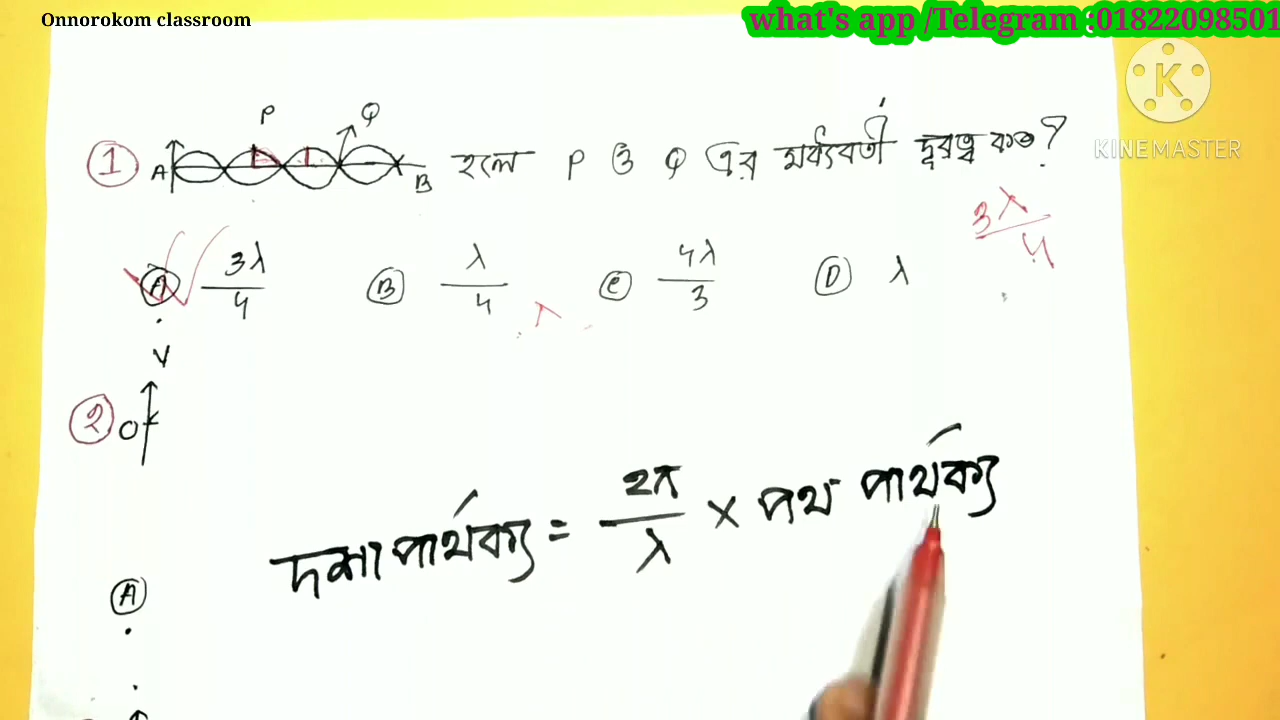 Onnorokom classroom
what's app /Telegram :01822098501
KINEMASTER
P Q
1 A B হলে P ও Q এর মধ্যবর্তী দূরত্ব কত?
3λ/4
A 3λ/4 B λ/4 C 4λ/3 D λ
λ
V
2 O
দশা পার্থক্য = 2π/λ × পথ পার্থক্য
A